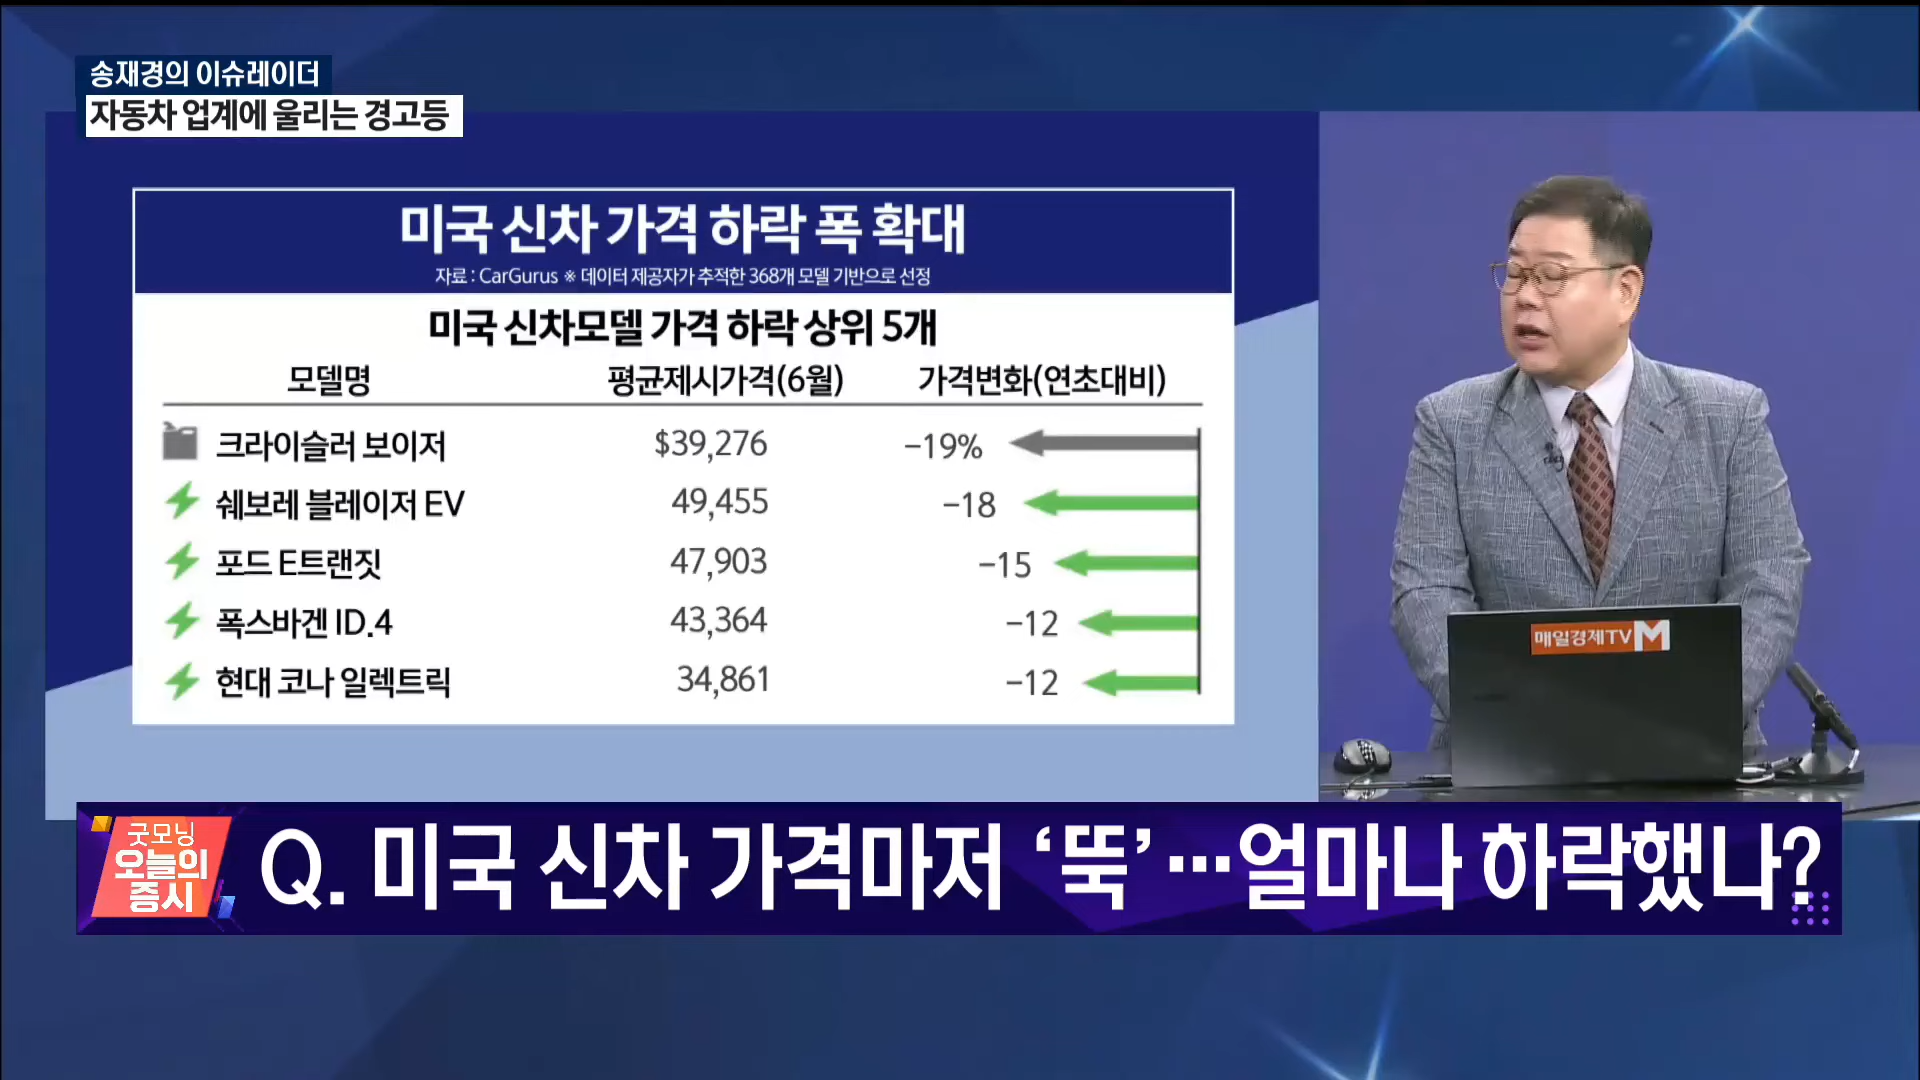 송재경의 이슈레이더
자동차 업계에 울리는 경고등
미국 신차 가격 하락 폭 확대
자료 : CarGurus ※ 데이터 제공자가 추적한 368개 모델 기반으로 선정
미국 신차모델 가격 하락 상위 5개
모델명 평균제시가격(6월) 가격변화(연초대비)
크라이슬러 보이저 $39,276 -19%
쉐보레 블레이저 EV 49,455 -18
포드 E트랜짓 47,903 -15
폭스바겐 ID.4 43,364 -12
현대 코나 일렉트릭 34,861 -12
매일경제TV M
굿모닝
오늘의
증시
Q. 미국 신차 가격마저 ‘뚝’…얼마나 하락했나?